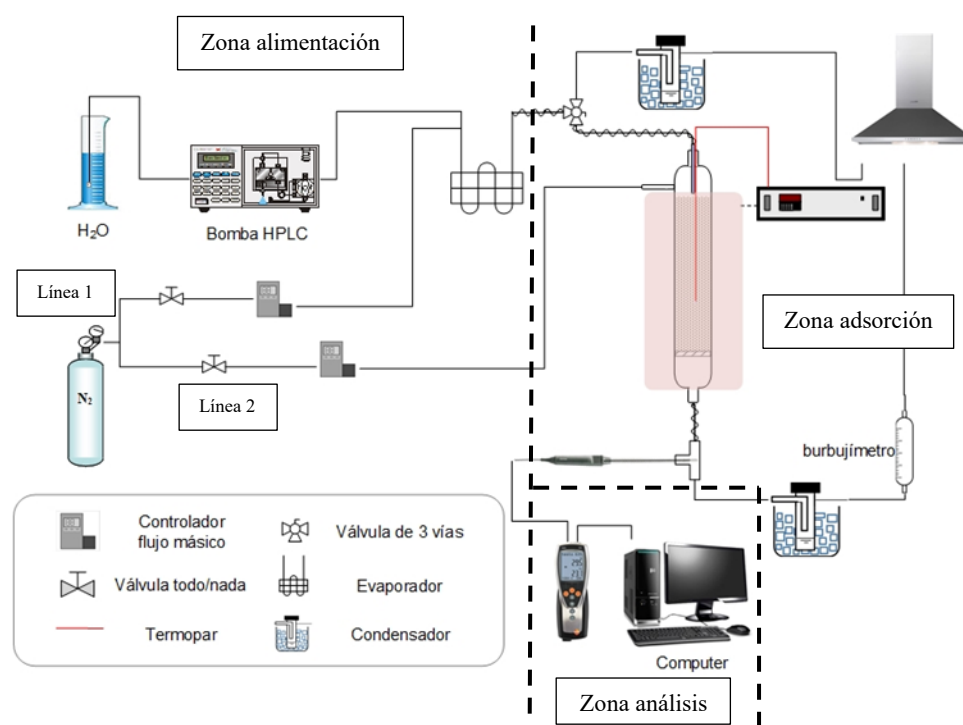 Zona alimentación
H₂O
Bomba HPLC
Línea 1
Línea 2
N₂
Zona adsorción
burbujímetro
Controlador
flujo másico
Válvula de 3 vías
Válvula todo/nada
Evaporador
Termopar
Condensador
Computer
Zona análisis